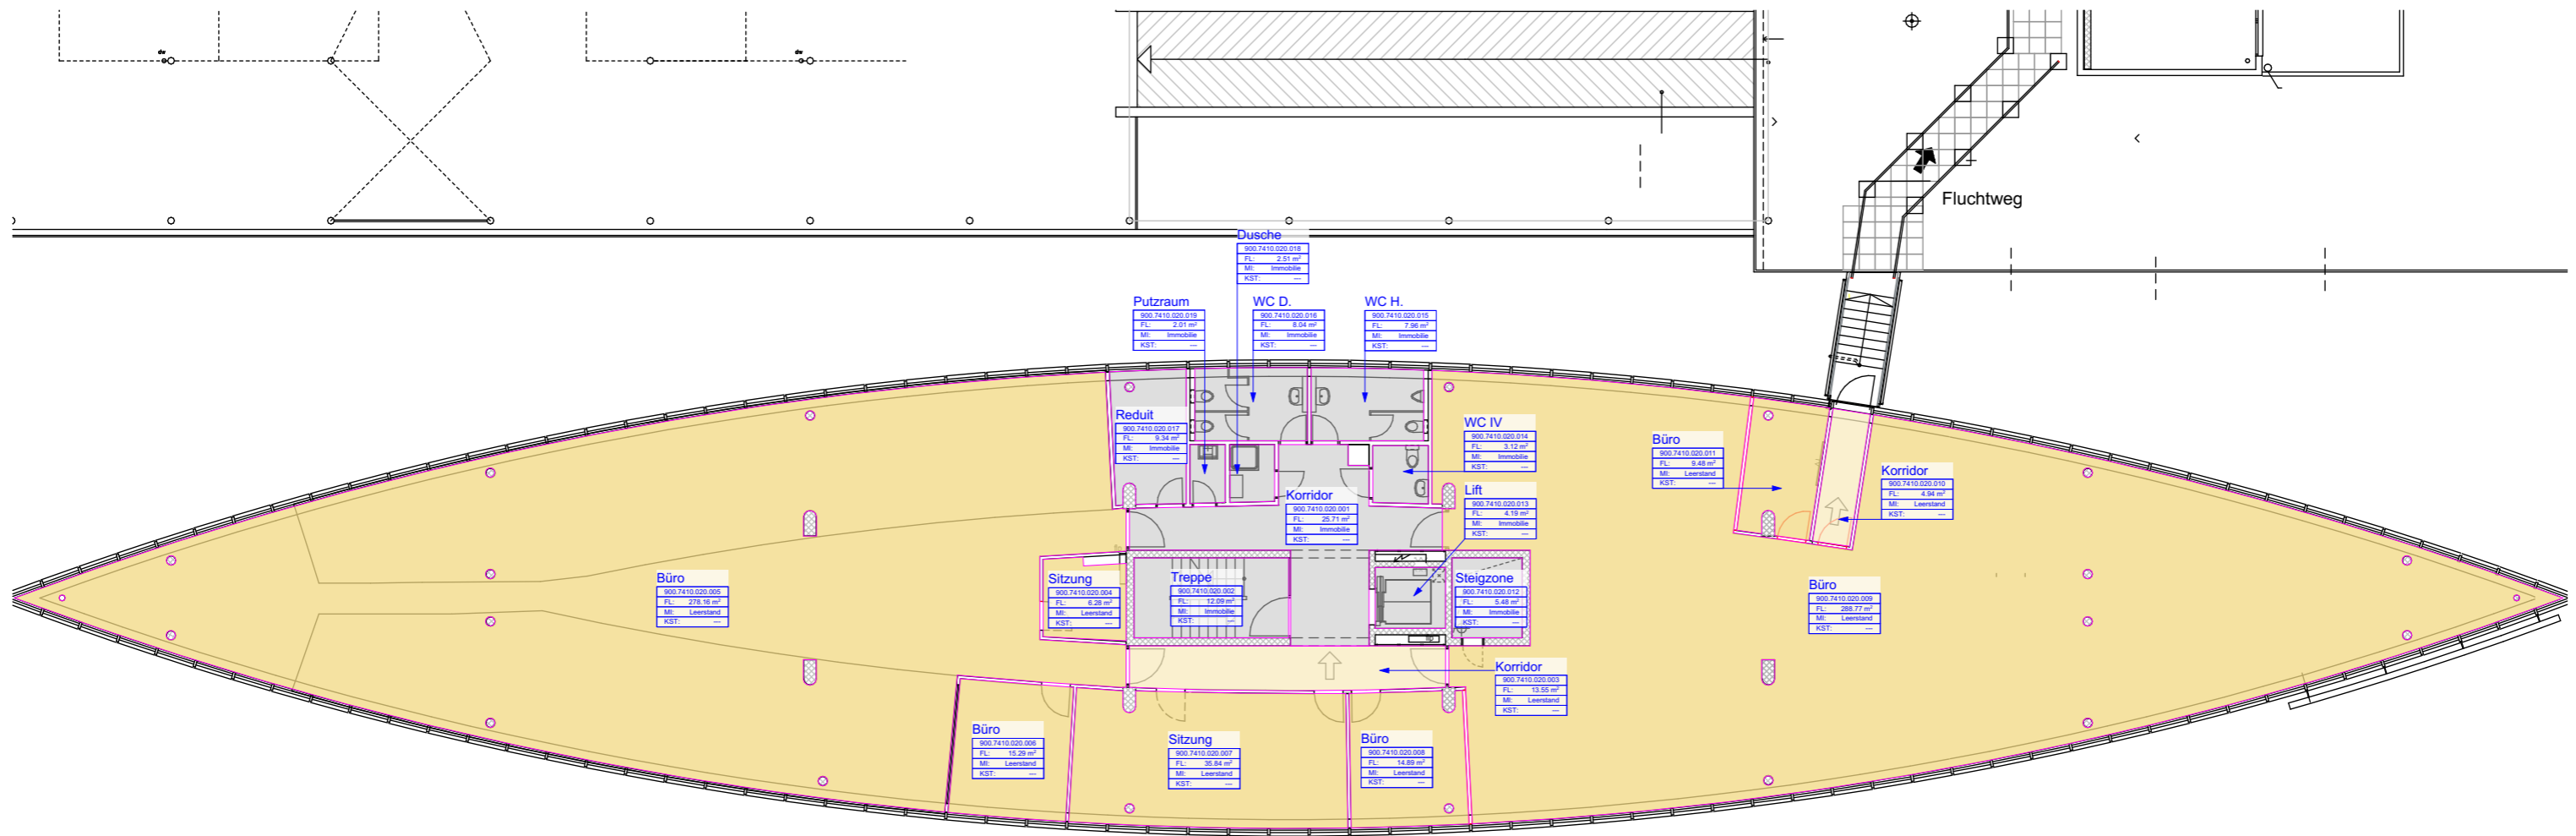 Fluchtweg
Dusche
900.7410.020.018
FL: 2.51 m²
MI: Immobilie
KST: ---
Putzraum
900.7410.020.019
FL: 2.01 m²
MI: Immobilie
KST: ---
WC D.
900.7410.020.016
FL: 8.04 m²
MI: Immobilie
KST: ---
WC H.
900.7410.020.015
FL: 7.96 m²
MI: Immobilie
KST: ---
Reduit
900.7410.020.017
FL: 9.34 m²
MI: Immobilie
KST: ---
WC IV
900.7410.020.014
FL: 3.12 m²
MI: Immobilie
KST: ---
Büro
900.7410.020.011
FL: 9.48 m²
MI: Leerstand
KST: ---
Korridor
900.7410.020.010
FL: 4.94 m²
MI: Leerstand
KST: ---
Korridor
900.7410.020.001
FL: 25.71 m²
MI: Immobilie
KST: ---
Lift
900.7410.020.013
FL: 4.19 m²
MI: Immobilie
KST: ---
Büro
900.7410.020.005
FL: 278.16 m²
MI: Leerstand
KST: ---
Sitzung
900.7410.020.004
FL: 6.28 m²
MI: Leerstand
KST: ---
Treppe
900.7410.020.002
FL: 12.09 m²
MI: Immobilie
KST: ---
Steigzone
900.7410.020.012
FL: 5.48 m²
MI: Immobilie
KST: ---
Büro
900.7410.020.009
FL: 288.77 m²
MI: Leerstand
KST: ---
Korridor
900.7410.020.003
FL: 13.55 m²
MI: Leerstand
KST: ---
Büro
900.7410.020.006
FL: 15.29 m²
MI: Leerstand
KST: ---
Sitzung
900.7410.020.007
FL: 35.84 m²
MI: Leerstand
KST: ---
Büro
900.7410.020.008
FL: 14.89 m²
MI: Leerstand
KST: ---